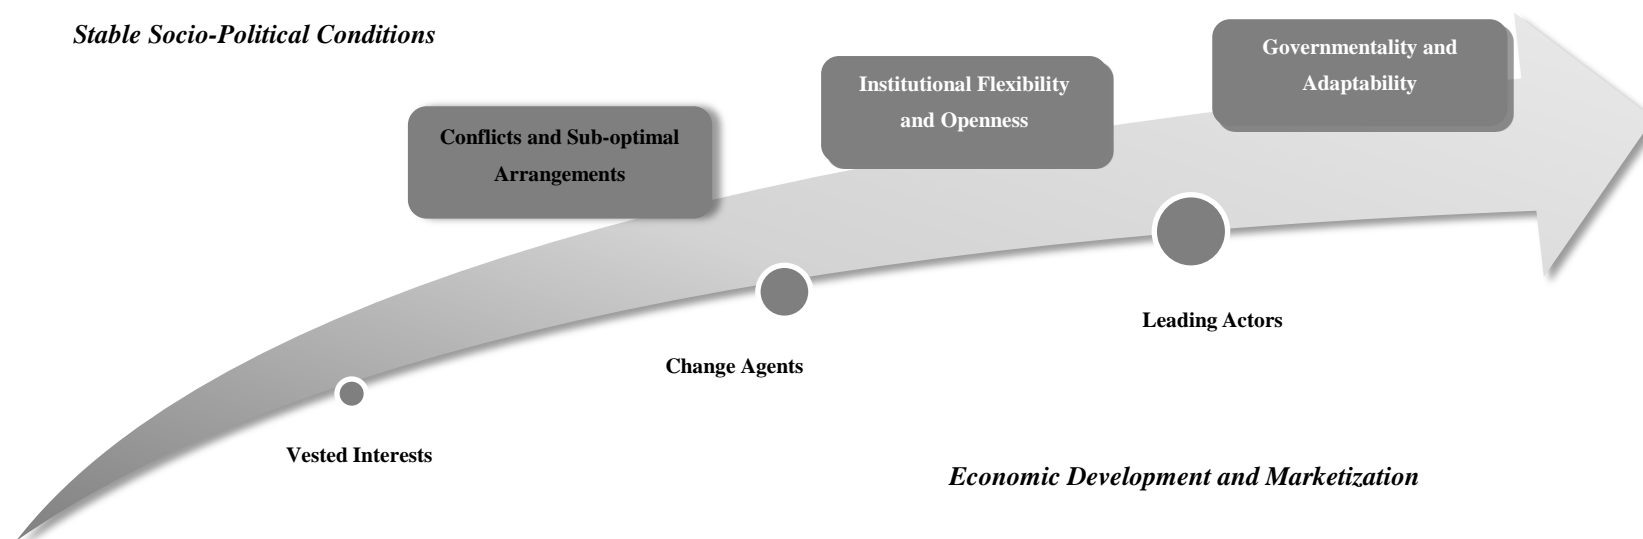 Stable Socio-Political Conditions
Governmentality and
Adaptability
Institutional Flexibility
and Openness
Conflicts and Sub-optimal
Arrangements
Leading Actors
Change Agents
Vested Interests
Economic Development and Marketization